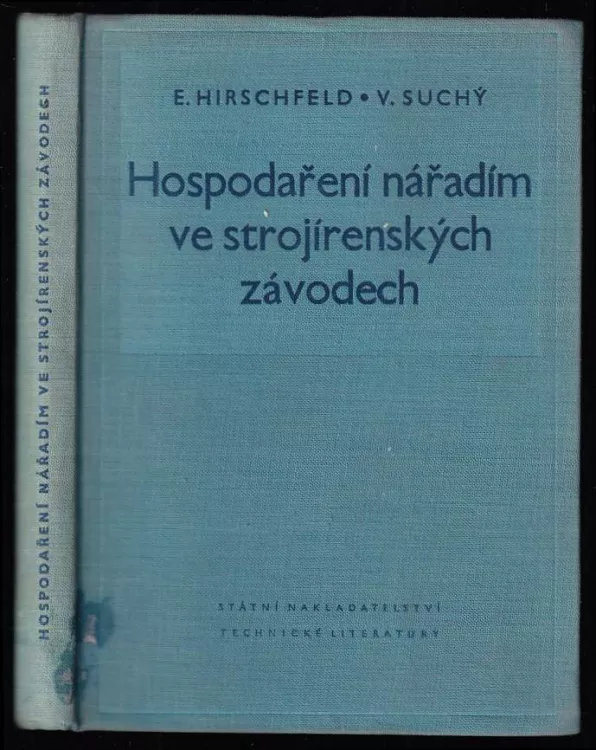 E. HIRSCHFELD • V. SUCHÝ
Hospodaření nářadím
ve strojírenských
závodech
STÁTNÍ NAKLADATELSTVÍ
TECHNICKÉ LITERATURY
HOSPODAŘENÍ NÁŘADÍM VE STROJÍRENSKÝCH ZÁVODECH